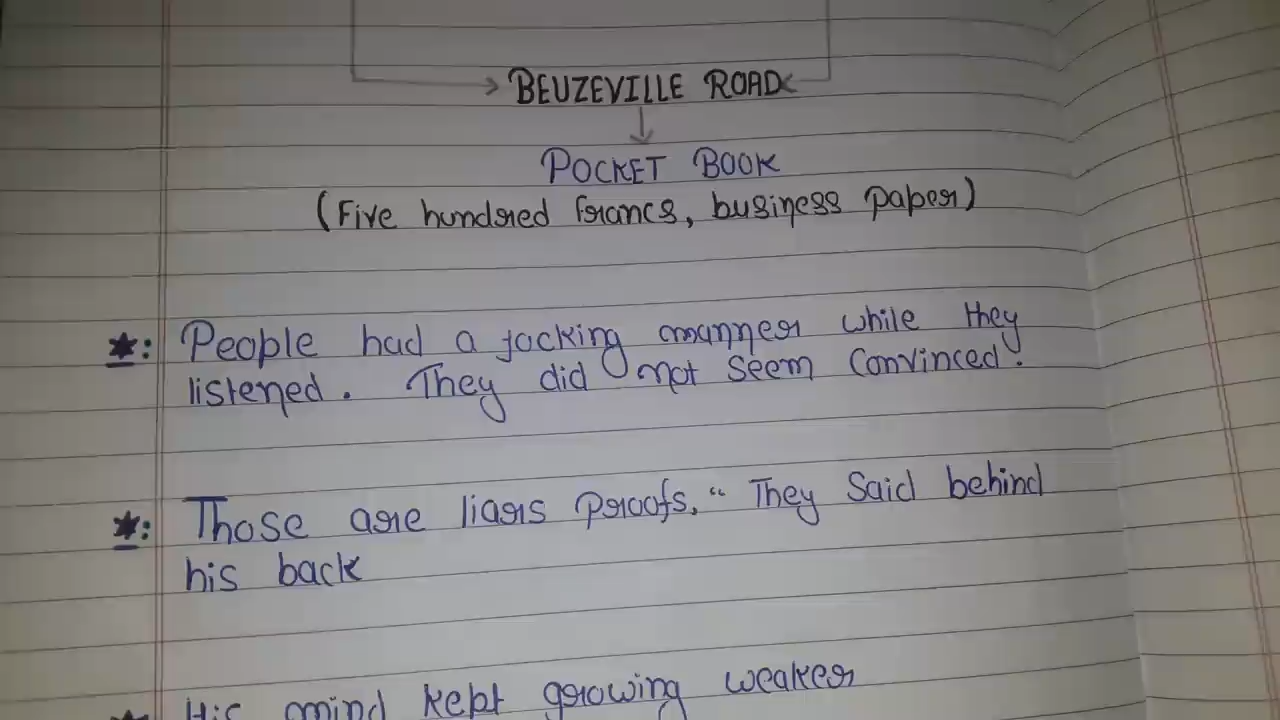 BEUZEVILLE ROAD
POCKET BOOK
(Five hundred francs, business paper)
*: People had a jocking manner while they
listened. They did not seem convinced.
*: Those are liars proofs, “ They said behind
his back
* His mind kept growing weaker